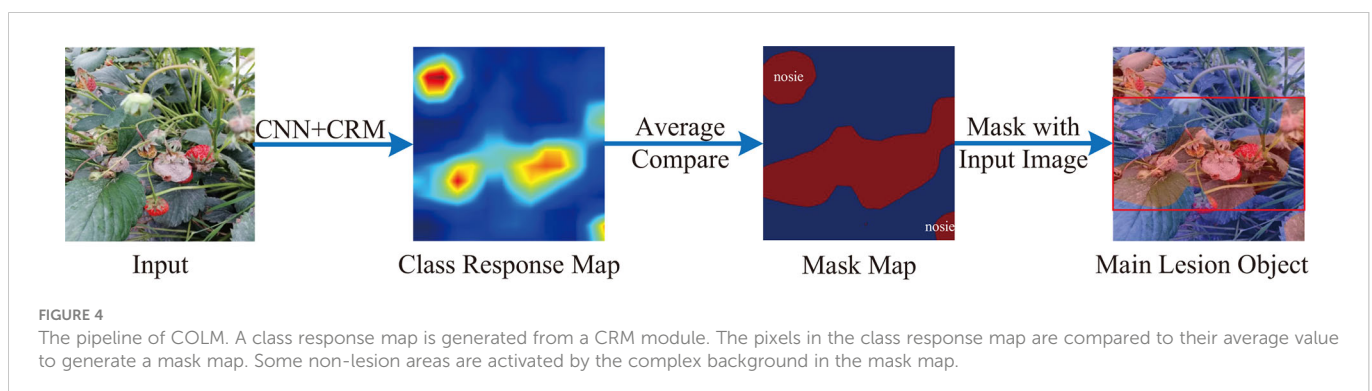 nosie
CNN+CRM
Average
Compare
Mask with
Input Image
nosie
Input
Class Response Map
Mask Map
Main Lesion Object
FIGURE 4
The pipeline of COLM. A class response map is generated from a CRM module. The pixels in the class response map are compared to their average value
to generate a mask map. Some non-lesion areas are activated by the complex background in the mask map.